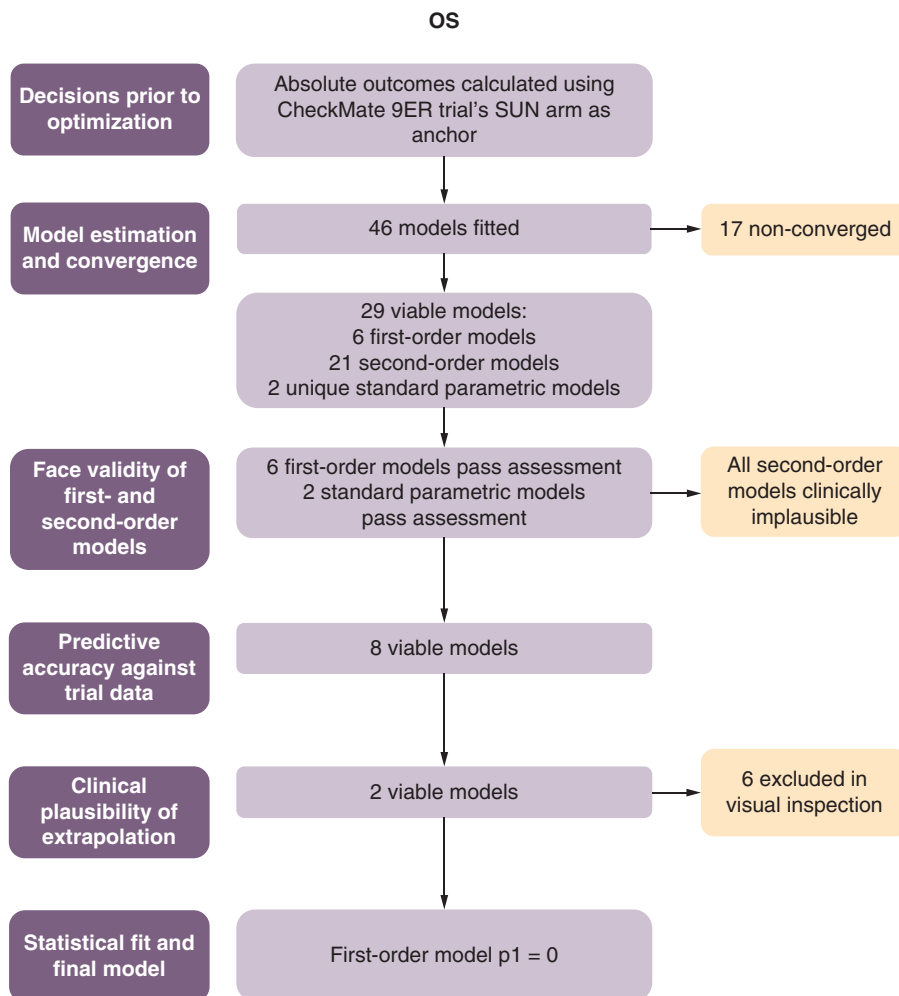 OS
Decisions prior to
optimization
Absolute outcomes calculated using
CheckMate 9ER trial's SUN arm as
anchor
Model estimation
and convergence
46 models fitted
17 non-converged
29 viable models:
6 first-order models
21 second-order models
2 unique standard parametric models
Face validity of
first- and
second-order
models
6 first-order models pass assessment
2 standard parametric models
pass assessment
All second-order
models clinically
implausible
Predictive
accuracy against
trial data
8 viable models
Clinical
plausibility of
extrapolation
2 viable models
6 excluded in
visual inspection
Statistical fit and
final model
First-order model p1 = 0